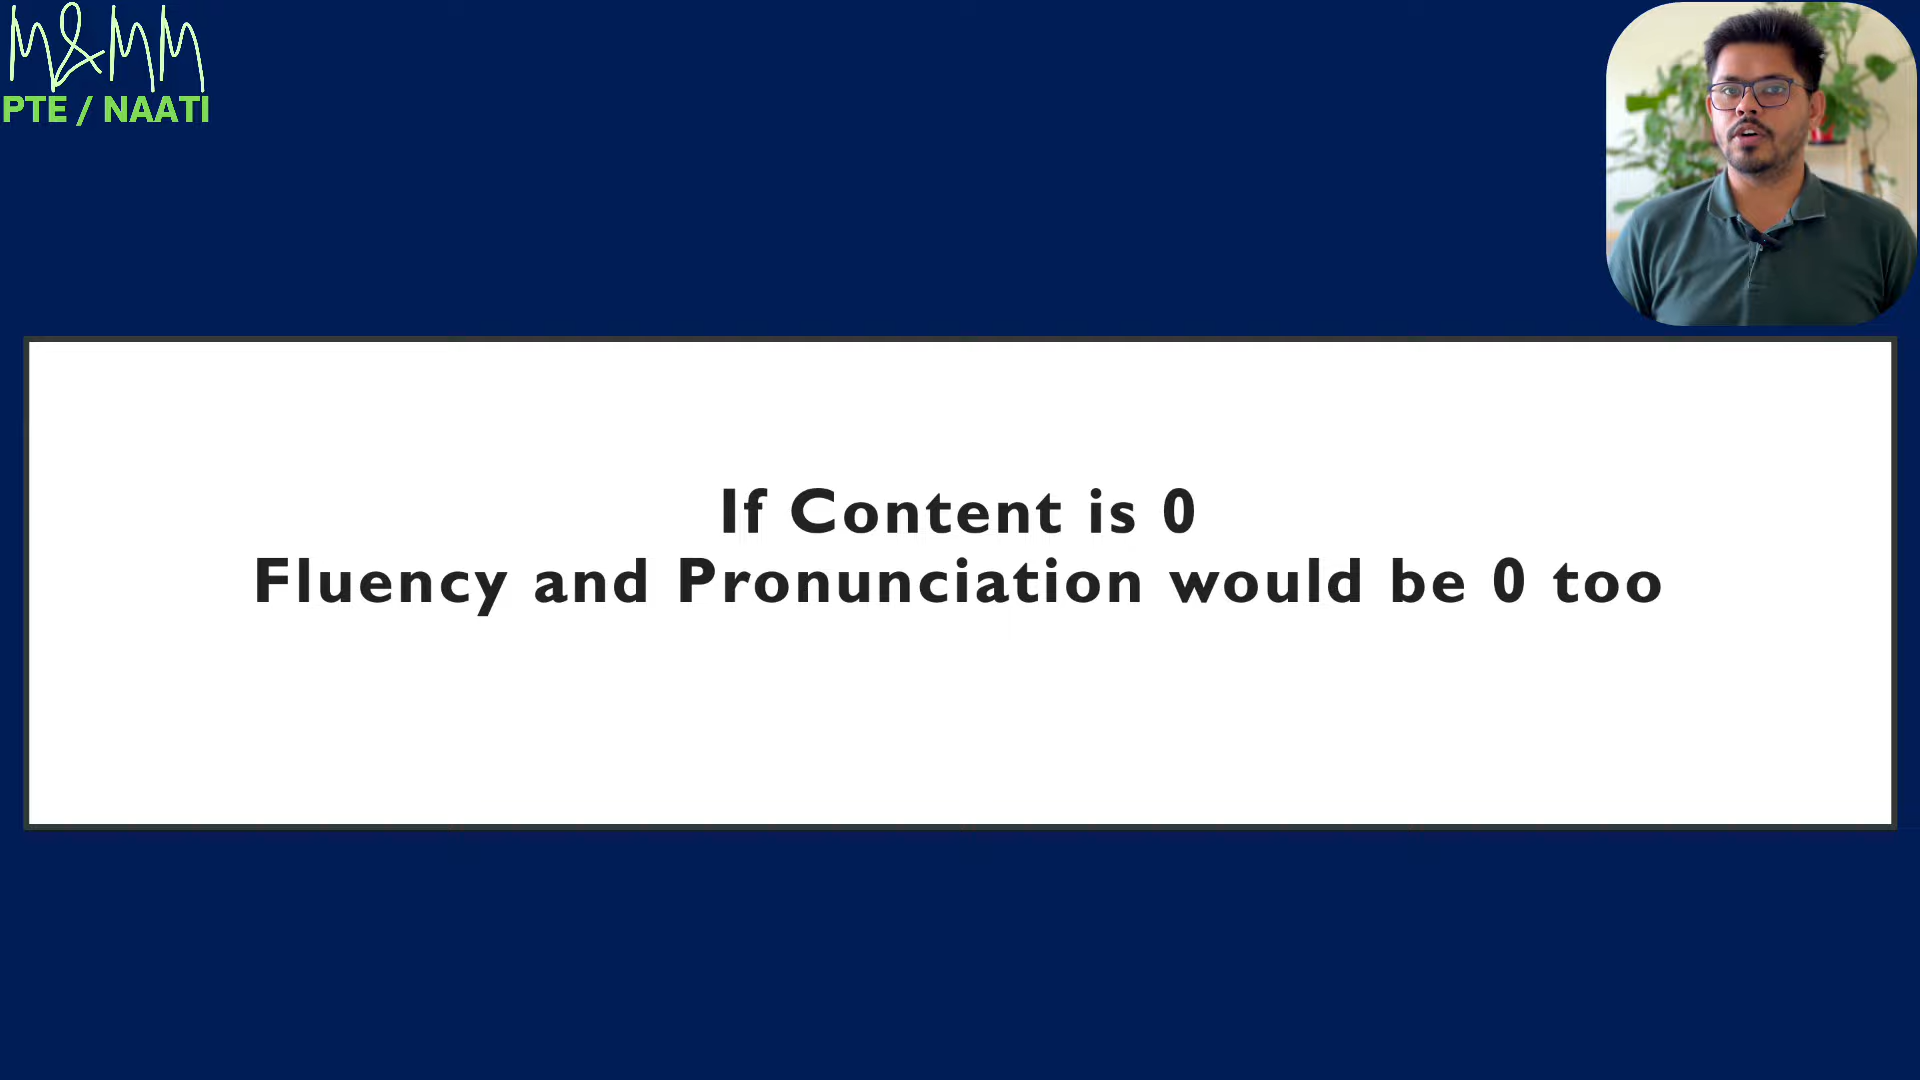 M&MM
PTE / NAATI
If Content is 0
Fluency and Pronunciation would be 0 too